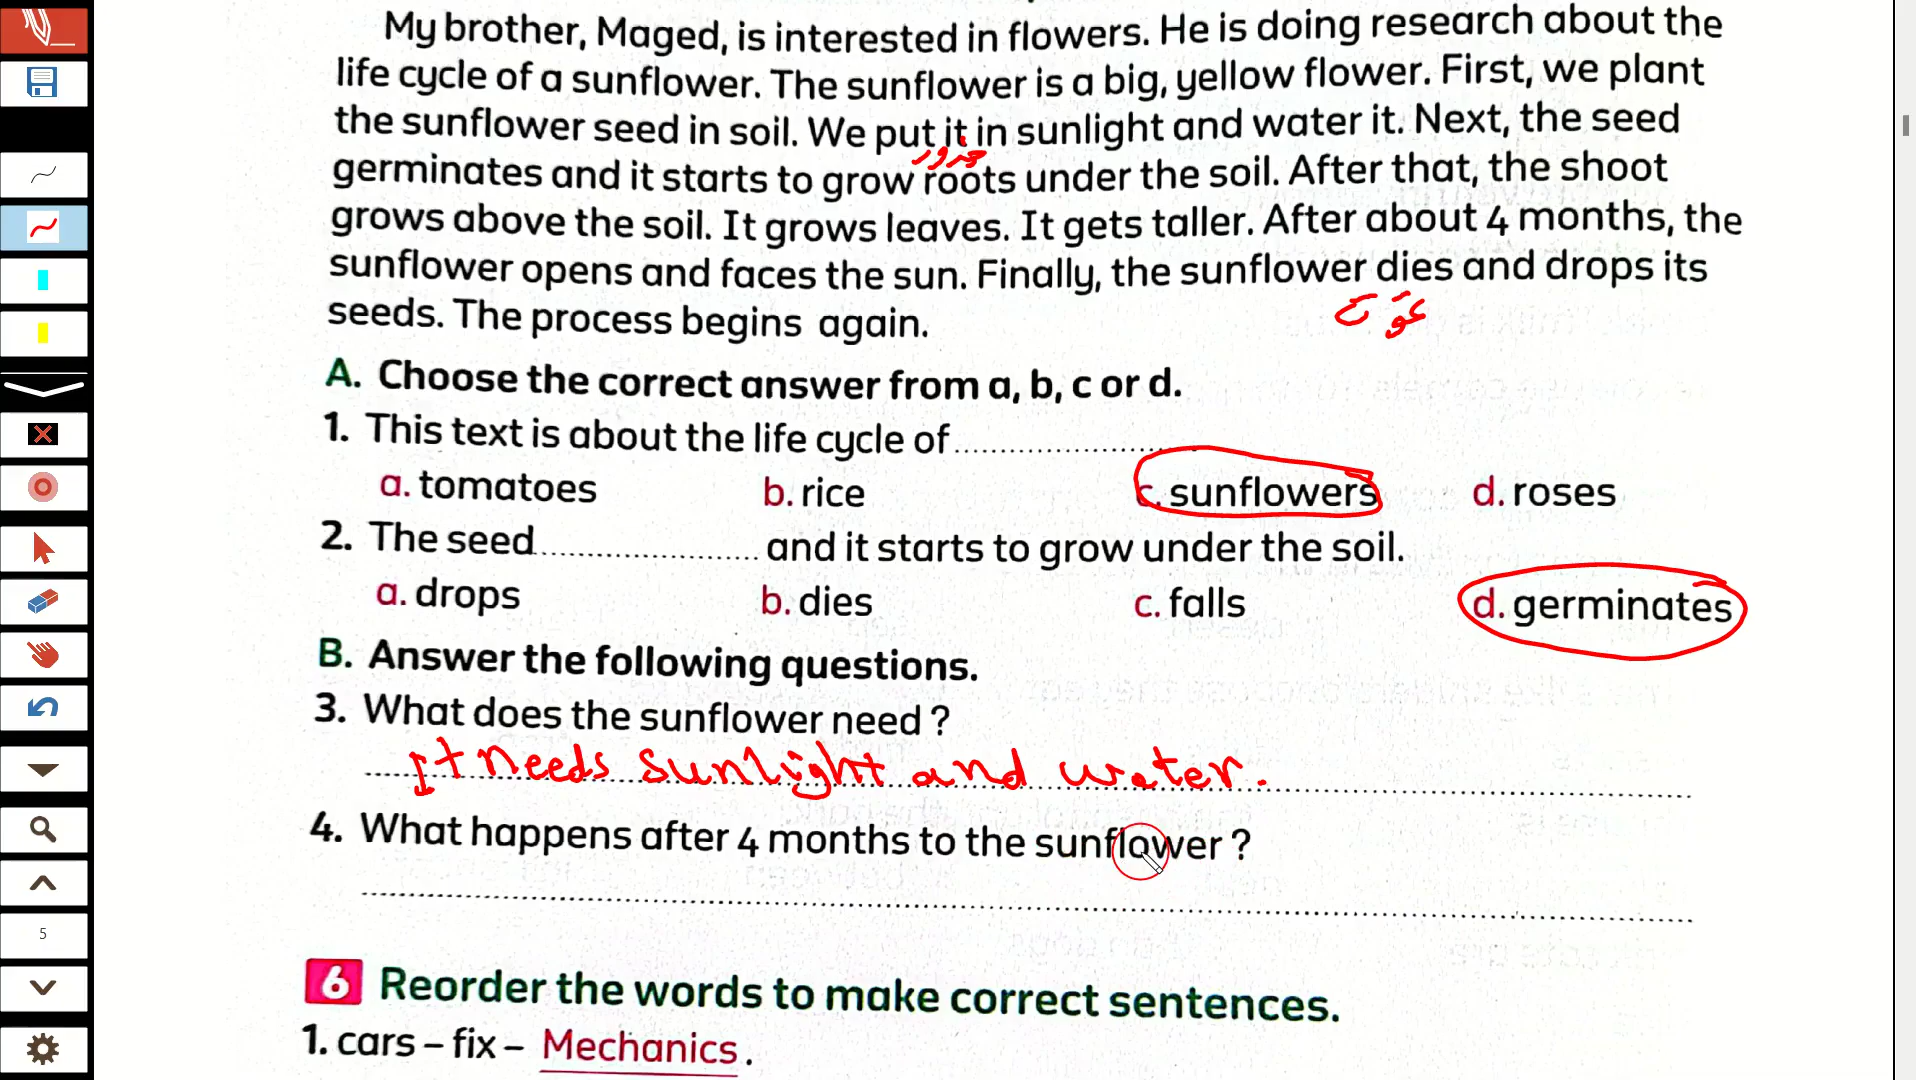 My brother, Maged, is interested in flowers. He is doing research about the
life cycle of a sunflower. The sunflower is a big, yellow flower. First, we plant
the sunflower seed in soil. We put it in sunlight and water it. Next, the seed
جذور
germinates and it starts to grow roots under the soil. After that, the shoot
grows above the soil. It grows leaves. It gets taller. After about 4 months, the
sunflower opens and faces the sun. Finally, the sunflower dies and drops its
seeds. The process begins again.
A. Choose the correct answer from a, b, c or d.
1. This text is about the life cycle of ....................
a. tomatoes b. rice c. sunflowers d. roses
2. The seed .................... and it starts to grow under the soil.
a. drops b. dies c. falls d. germinates
B. Answer the following questions.
3. What does the sunflower need ?
It needs sunlight and water.
4. What happens after 4 months to the sunflower ?
6 Reorder the words to make correct sentences.
1. cars – fix – Mechanics .
5